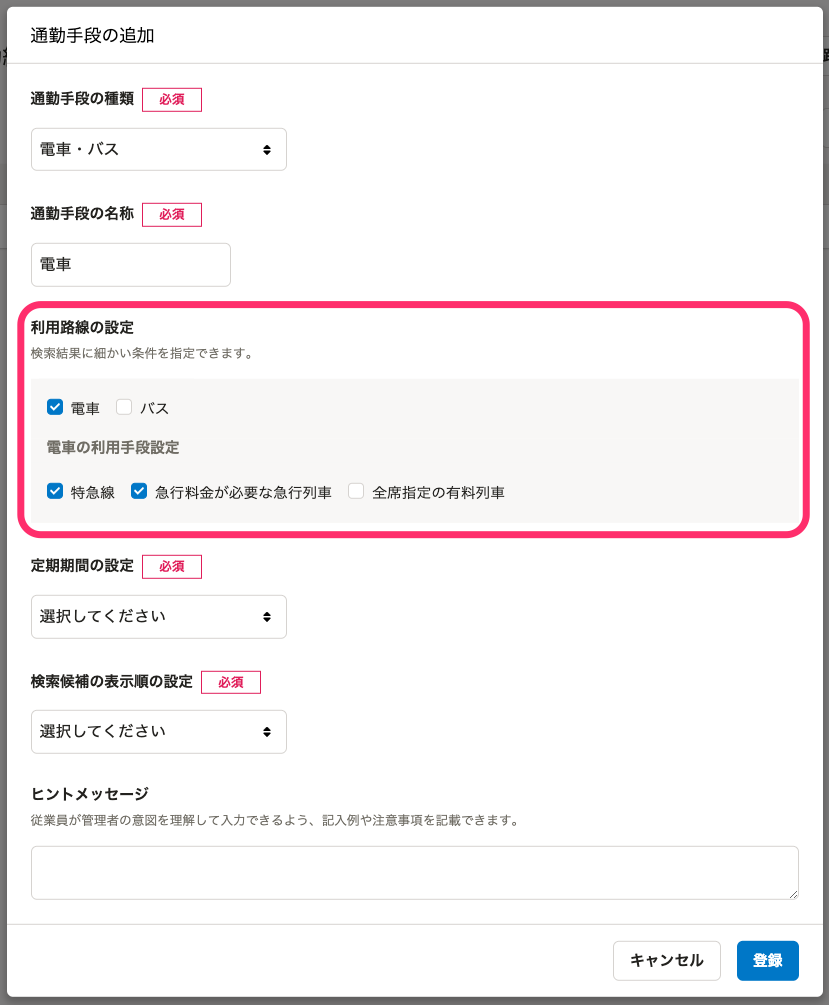 通勤手段の追加
通勤手段の種類 必須
電車・バス
通勤手段の名称 必須
電車
利用路線の設定
検索結果に細かい条件を指定できます。
電車 バス
電車の利用手段設定
特急線 急行料金が必要な急行列車 全席指定の有料列車
定期期間の設定 必須
選択してください
検索候補の表示順の設定 必須
選択してください
ヒントメッセージ
従業員が管理者の意図を理解して入力できるよう、記入例や注意事項を記載できます。
キャンセル 登録